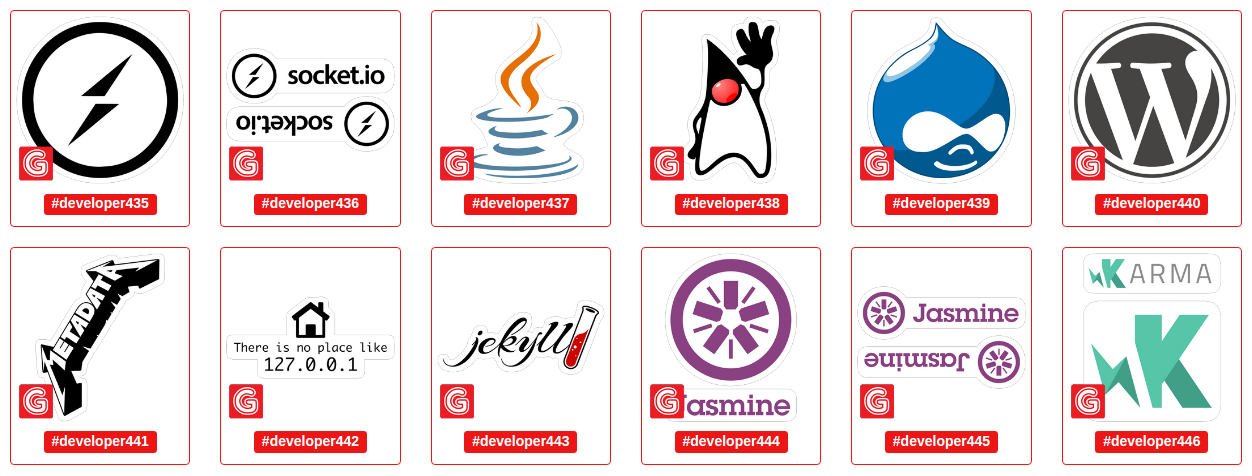 socket.io
socket.io
W
#developer435
#developer436
#developer437
#developer438
#developer439
#developer440
METADATA
There is no place like
127.0.0.1
jekyll
Jasmine
Jasmine
Jasmine
KARMA
K
G
G
G
G
G
G
G
G
G
G
G
G
#developer441
#developer442
#developer443
#developer444
#developer445
#developer446